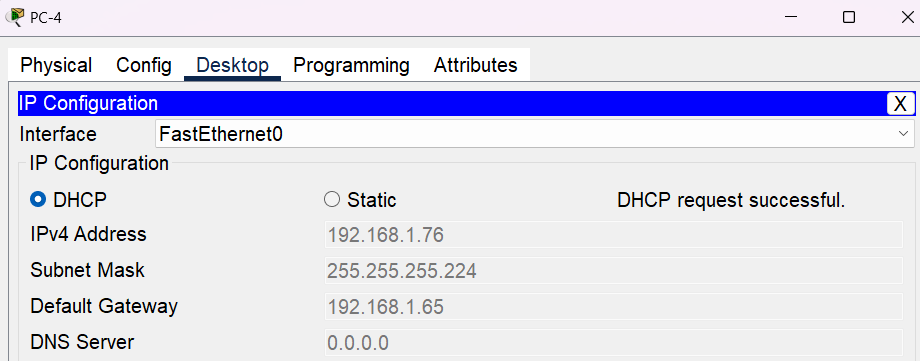 PC-4
Physical Config Desktop Programming Attributes
IP Configuration X
Interface FastEthernet0
IP Configuration
DHCP Static DHCP request successful.
IPv4 Address 192.168.1.76
Subnet Mask 255.255.255.224
Default Gateway 192.168.1.65
DNS Server 0.0.0.0